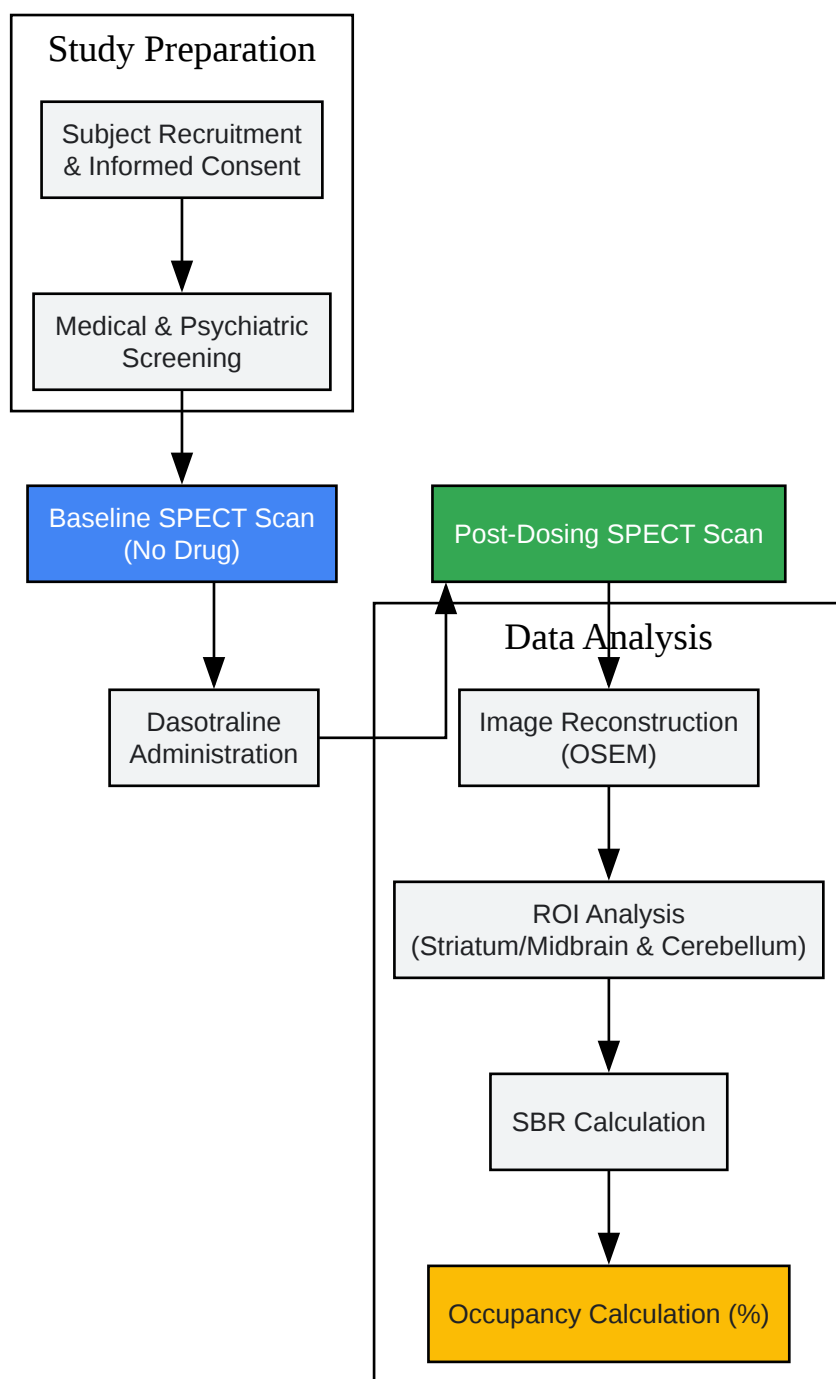 Study Preparation
Subject Recruitment
& Informed Consent
Medical & Psychiatric
Screening
Baseline SPECT Scan
(No Drug)
Post-Dosing SPECT Scan
Dasotraline
Administration
Data Analysis
Image Reconstruction
(OSEM)
ROI Analysis
(Striatum/Midbrain & Cerebellum)
SBR Calculation
Occupancy Calculation (%)